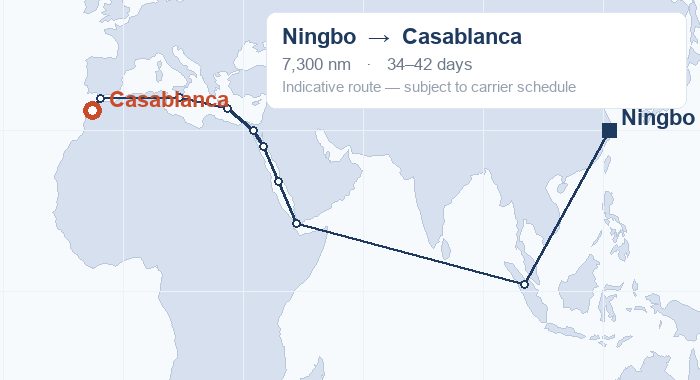 Ningbo → Casablanca
7,300 nm · 34–42 days
Indicative route — subject to carrier schedule
Casablanca
Ningbo